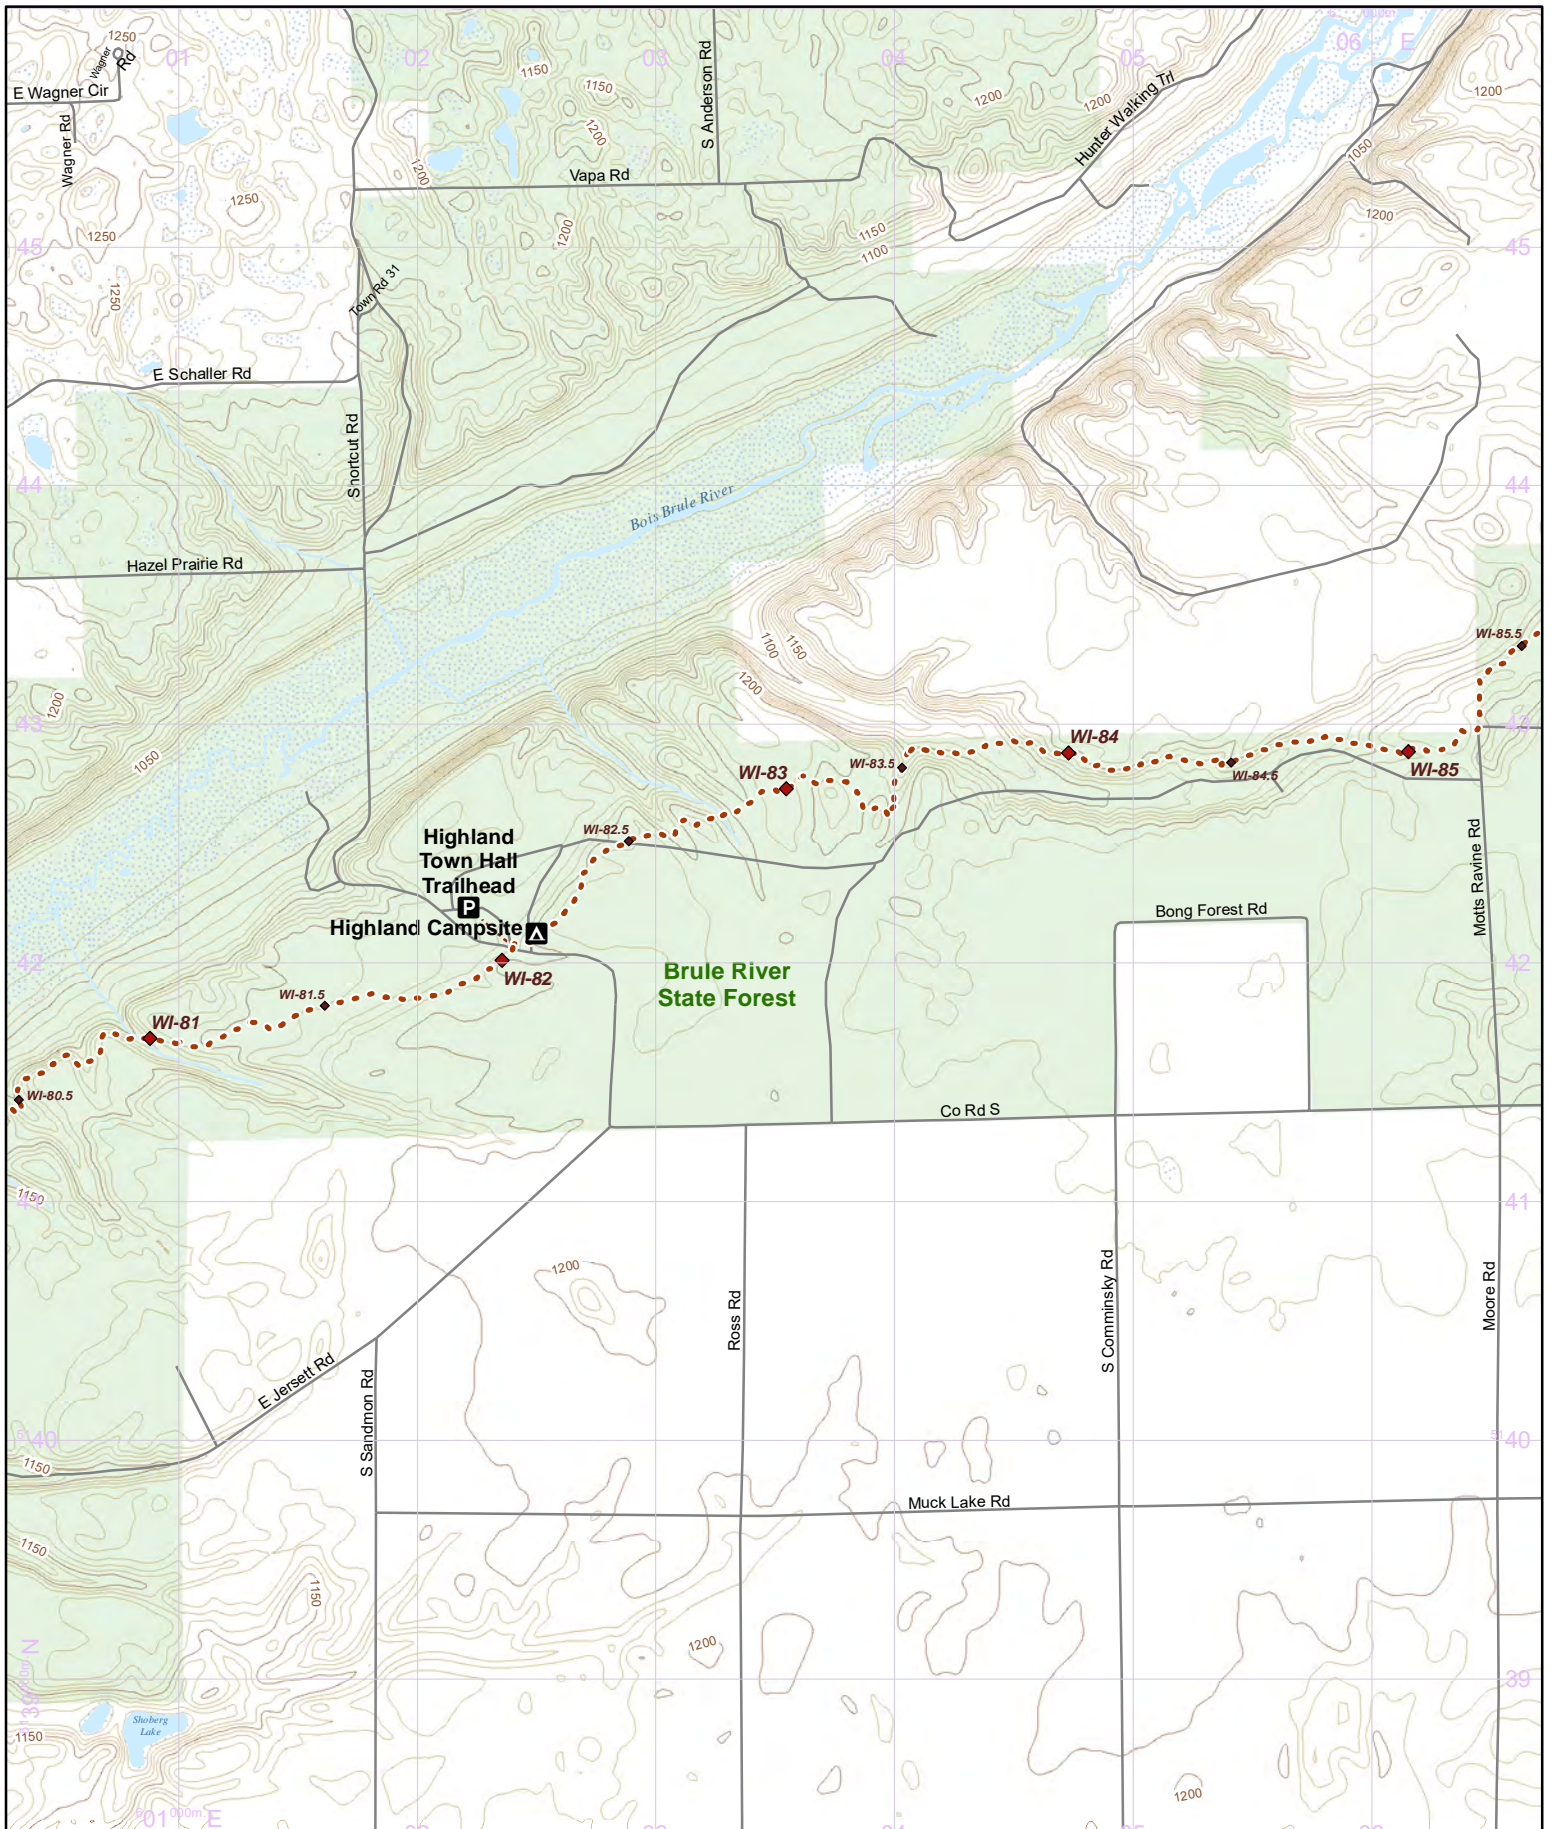 1250
Wagner
Rd
E Wagner Cir
Wagner Rd
01
02
03
04
05
06
E
1150
1150
1200
1200
S Anderson Rd
1200
1200
1200
Hunter Walking Trl
1050
1200
Vapa Rd
1250
1250
1250
1200
1150
1100
1200
45
45
Town Rd 31
E Schaller Rd
Shortcut Rd
44
44
Bois Brule River
Hazel Prairie Rd
1100
1150
1200
1200
1050
43
43
WI-85.5
WI-84
WI-83.5
WI-83
WI-84.5
WI-85
WI-82.5
Motts Ravine Rd
Highland
Town Hall
Trailhead
P
Highland Campsite
Bong Forest Rd
42
42
WI-82
Brule River
State Forest
WI-81.5
WI-81
WI-80.5
Co Rd S
1150
41
41
1200
Ross Rd
S Comminsky Rd
Moore Rd
E Jersett Rd
S Sandmon Rd
40
40
1150
Muck Lake Rd
1150
1150
1200
39000m. N
39
Shoberg
Lake
1150
1200
601000m. E